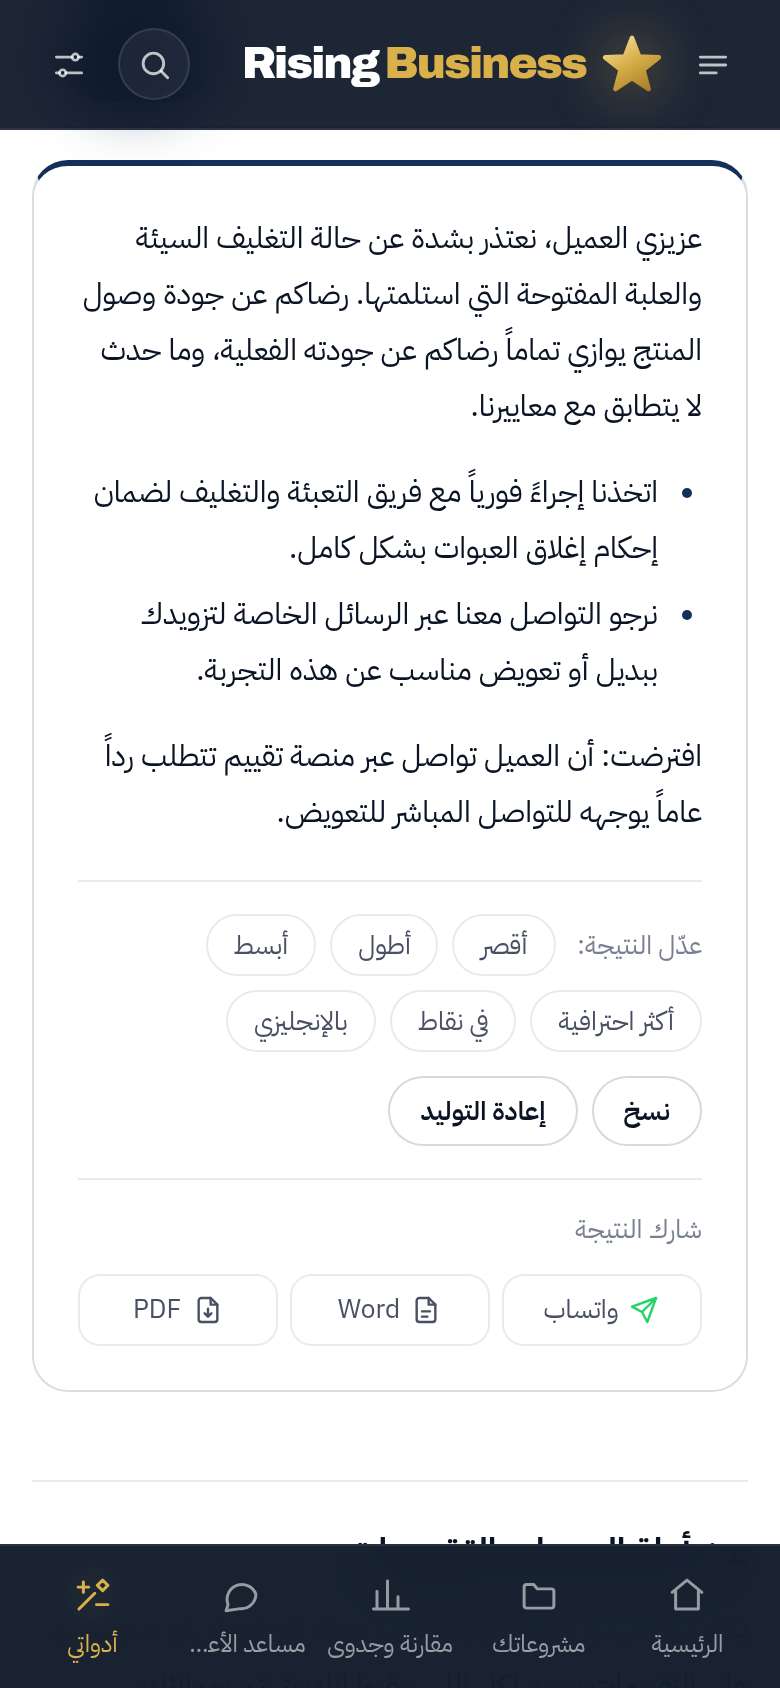 Rising Business
عزيزي العميل، نعتذر بشدة عن حالة التغليف السيئة
والعلبة المفتوحة التي استلمتها. رضاكم عن جودة وصول
المنتج يوازي تماماً رضاكم عن جودته الفعلية، وما حدث
لا يتطابق مع معاييرنا.
• اتخذنا إجراءً فورياً مع فريق التعبئة والتغليف لضمان
إحكام إغلاق العبوات بشكل كامل.
• نرجو التواصل معنا عبر الرسائل الخاصة لتزويدك
ببديل أو تعويض مناسب عن هذه التجربة.
افترضت: أن العميل تواصل عبر منصة تقييم تتطلب رداً
عاماً يوجهه للتواصل المباشر للتعويض.
عدّل النتيجة: أقصر أطول أبسط
أكثر احترافية في نقاط بالإنجليزي
نسخ إعادة التوليد
شارك النتيجة
واتساب Word PDF
الرئيسية مشروعاتك مقارنة وجدوى مساعد الأع... أدواتي